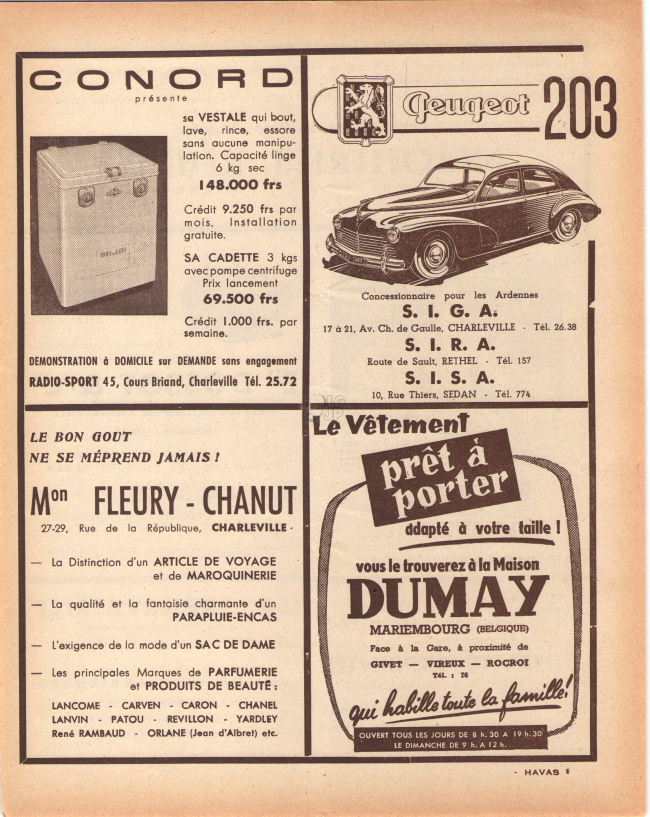 CONORD
présente
sa VESTALE qui bout,
lave, rince, essore
sans aucune manipu-
lation. Capacité linge
6 kg sec
148.000 frs
Crédit 9.250 frs par
mois. Installation
gratuite.
SA CADETTE 3 kgs
avec pompe centrifuge
Prix lancement
69.500 frs
Crédit 1.000 frs. par
semaine.
DEMONSTRATION à DOMICILE sur DEMANDE sans engagement
RADIO-SPORT 45, Cours Briand, Charleville Tél. 25.72
Peugeot 203
Concessionnaire pour les Ardennes
S. I. G. A.
17 à 21, Av. Ch. de Gaulle, CHARLEVILLE - Tél. 26.38
S. I. R. A.
Route de Sault, RETHEL - Tél. 157
S. I. S. A.
10, Rue Thiers, SEDAN - Tél. 774
LE BON GOUT
NE SE MÉPREND JAMAIS !
Mon FLEURY - CHANUT
27-29, Rue de la République, CHARLEVILLE -
— La Distinction d'un ARTICLE DE VOYAGE
et de MAROQUINERIE
— La qualité et la fantaisie charmante d'un
PARAPLUIE-ENCAS
— L'exigence de la mode d'un SAC DE DAME
— Les principales Marques de PARFUMERIE
et PRODUITS DE BEAUTÉ :
LANCOME - CARVEN - CARON - CHANEL
LANVIN - PATOU - REVILLON - YARDLEY
René RAMBAUD - ORLANE (Jean d'Albret) etc.
Le Vêtement
prêt à
porter
adapté à votre taille !
vous le trouverez à la Maison
DUMAY
MARIEMBOURG (BELGIQUE)
Face à la Gare, à proximité de
GIVET — VIREUX — ROCROI
Tél. : 76
qui habille toute la famille !
OUVERT TOUS LES JOURS DE 8 h. 30 A 19 h. 30
LE DIMANCHE DE 9 h. A 12 h.
- HAVAS 1